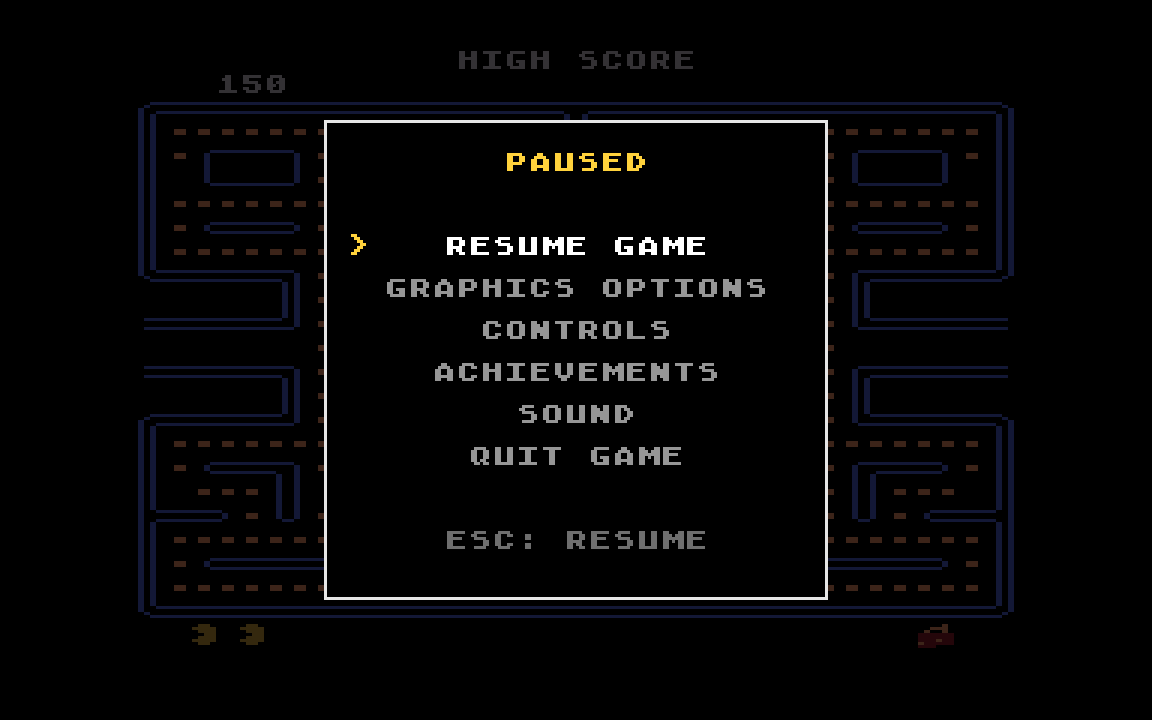 HIGH SCORE
150
PAUSED
> RESUME GAME
GRAPHICS OPTIONS
CONTROLS
ACHIEVEMENTS
SOUND
QUIT GAME
ESC: RESUME